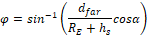 φ = sin⁻¹ ( d_far / (R_E + h_s) cosα )